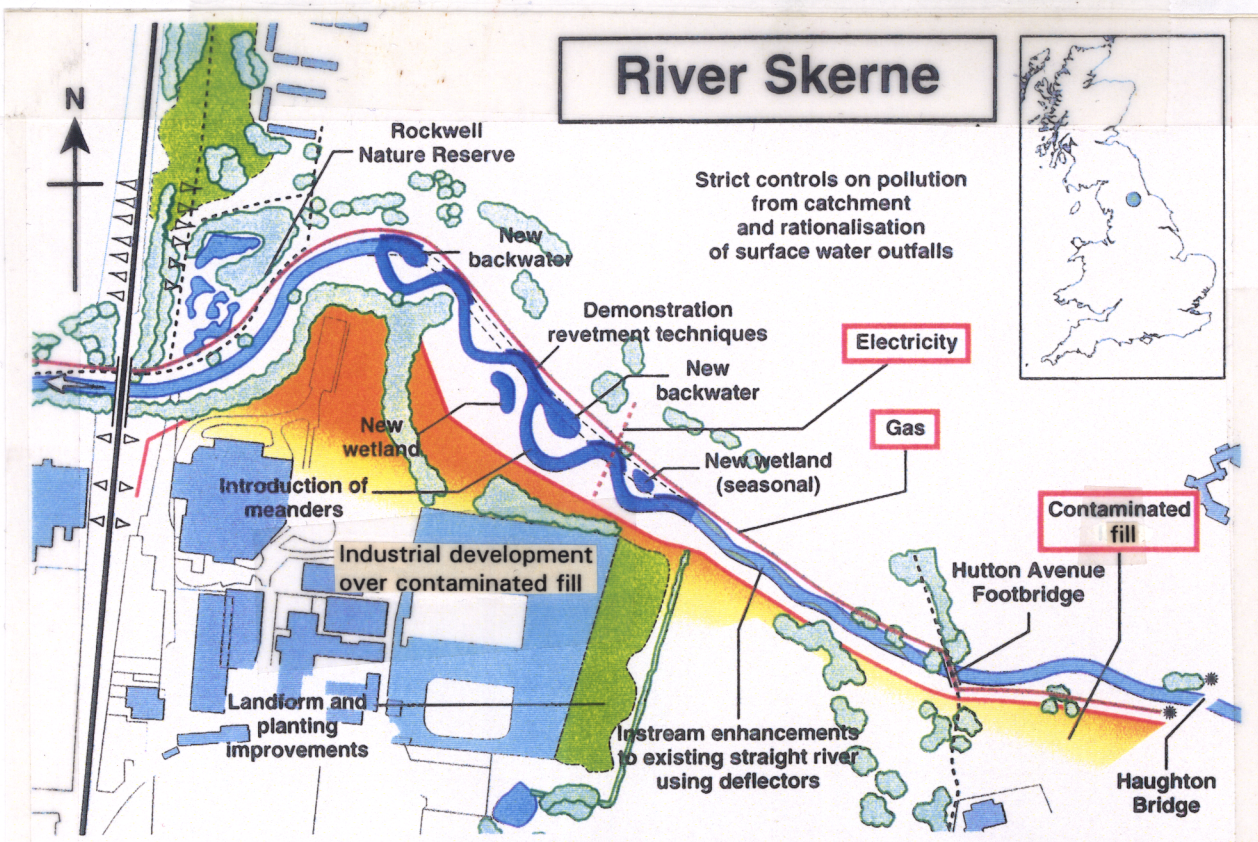 River Skerne
N
Rockwell
Nature Reserve
Strict controls on pollution
from catchment
and rationalisation
of surface water outfalls
New
backwater
Demonstration
revetment techniques
Electricity
New
backwater
New
wetland
Gas
New wetland
(seasonal)
Introduction of
meanders
Contaminated
fill
Industrial development
over contaminated fill
Hutton Avenue
Footbridge
Landform and
planting
improvements
Instream enhancements
to existing straight river
using deflectors
Haughton
Bridge